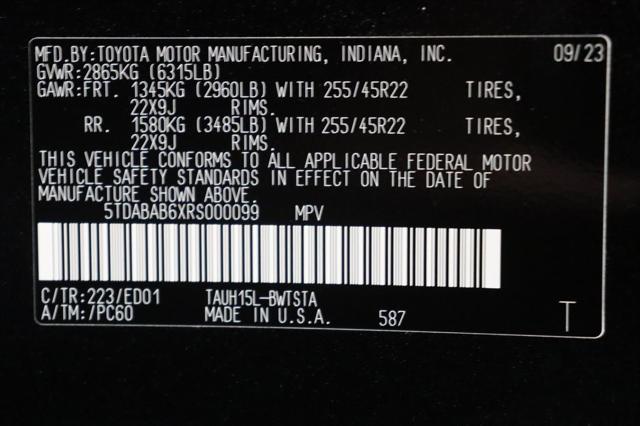 MFD.BY:TOYOTA MOTOR MANUFACTURING, INDIANA, INC. 09/23
GVWR:2865KG (6315LB)
GAWR:FRT. 1345KG (2960LB) WITH 255/45R22 TIRES,
22X9J RIMS.
RR. 1580KG (3485LB) WITH 255/45R22 TIRES,
22X9J RIMS.
THIS VEHICLE CONFORMS TO ALL APPLICABLE FEDERAL MOTOR
VEHICLE SAFETY STANDARDS IN EFFECT ON THE DATE OF
MANUFACTURE SHOWN ABOVE.
5TDABAB6XRS000099 MPV
C/TR:223/ED01 TAUH15L-BWTSTA
A/TM:/PC60 MADE IN U.S.A. 587 T